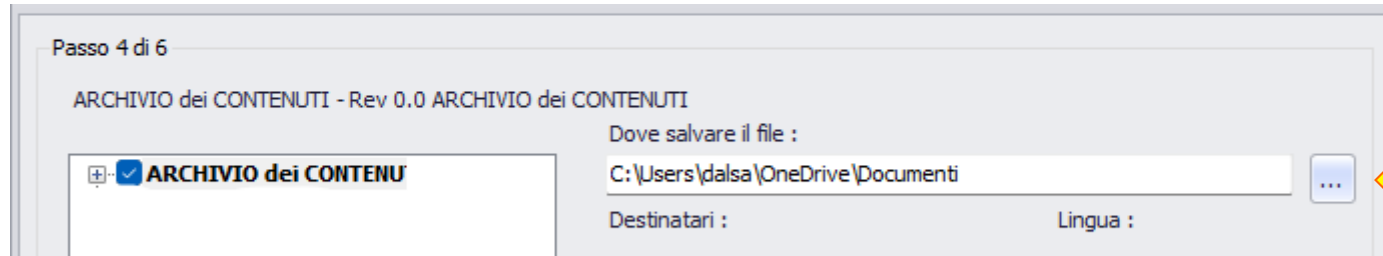 Passo 4 di 6
ARCHIVIO dei CONTENUTI - Rev 0.0 ARCHIVIO dei CONTENUTI
Dove salvare il file :
ARCHIVIO dei CONTENU
C:\Users\dalsa\OneDrive\Documenti
...
Destinatari :
Lingua :